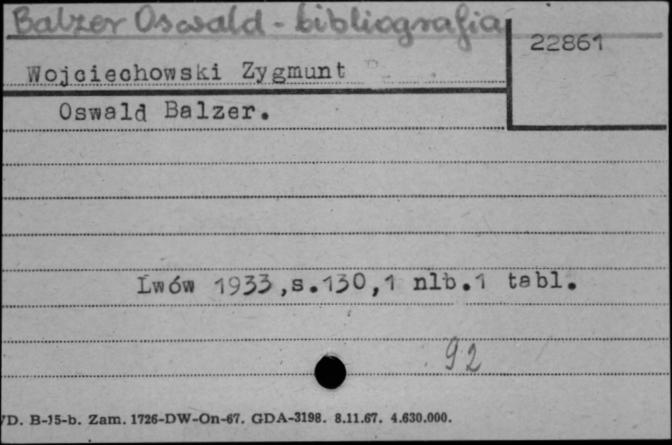 Balzer Oswald - bibliografia
22861
Wojciechowski Zygmunt
Oswald Balzer.
Lwów 1933,s.130,1 nlb.1 tabl.
92
/D. B-15-b. Zam. 1726-DW-On-67. GDA-3198. 8.11.67. 4.630.000.